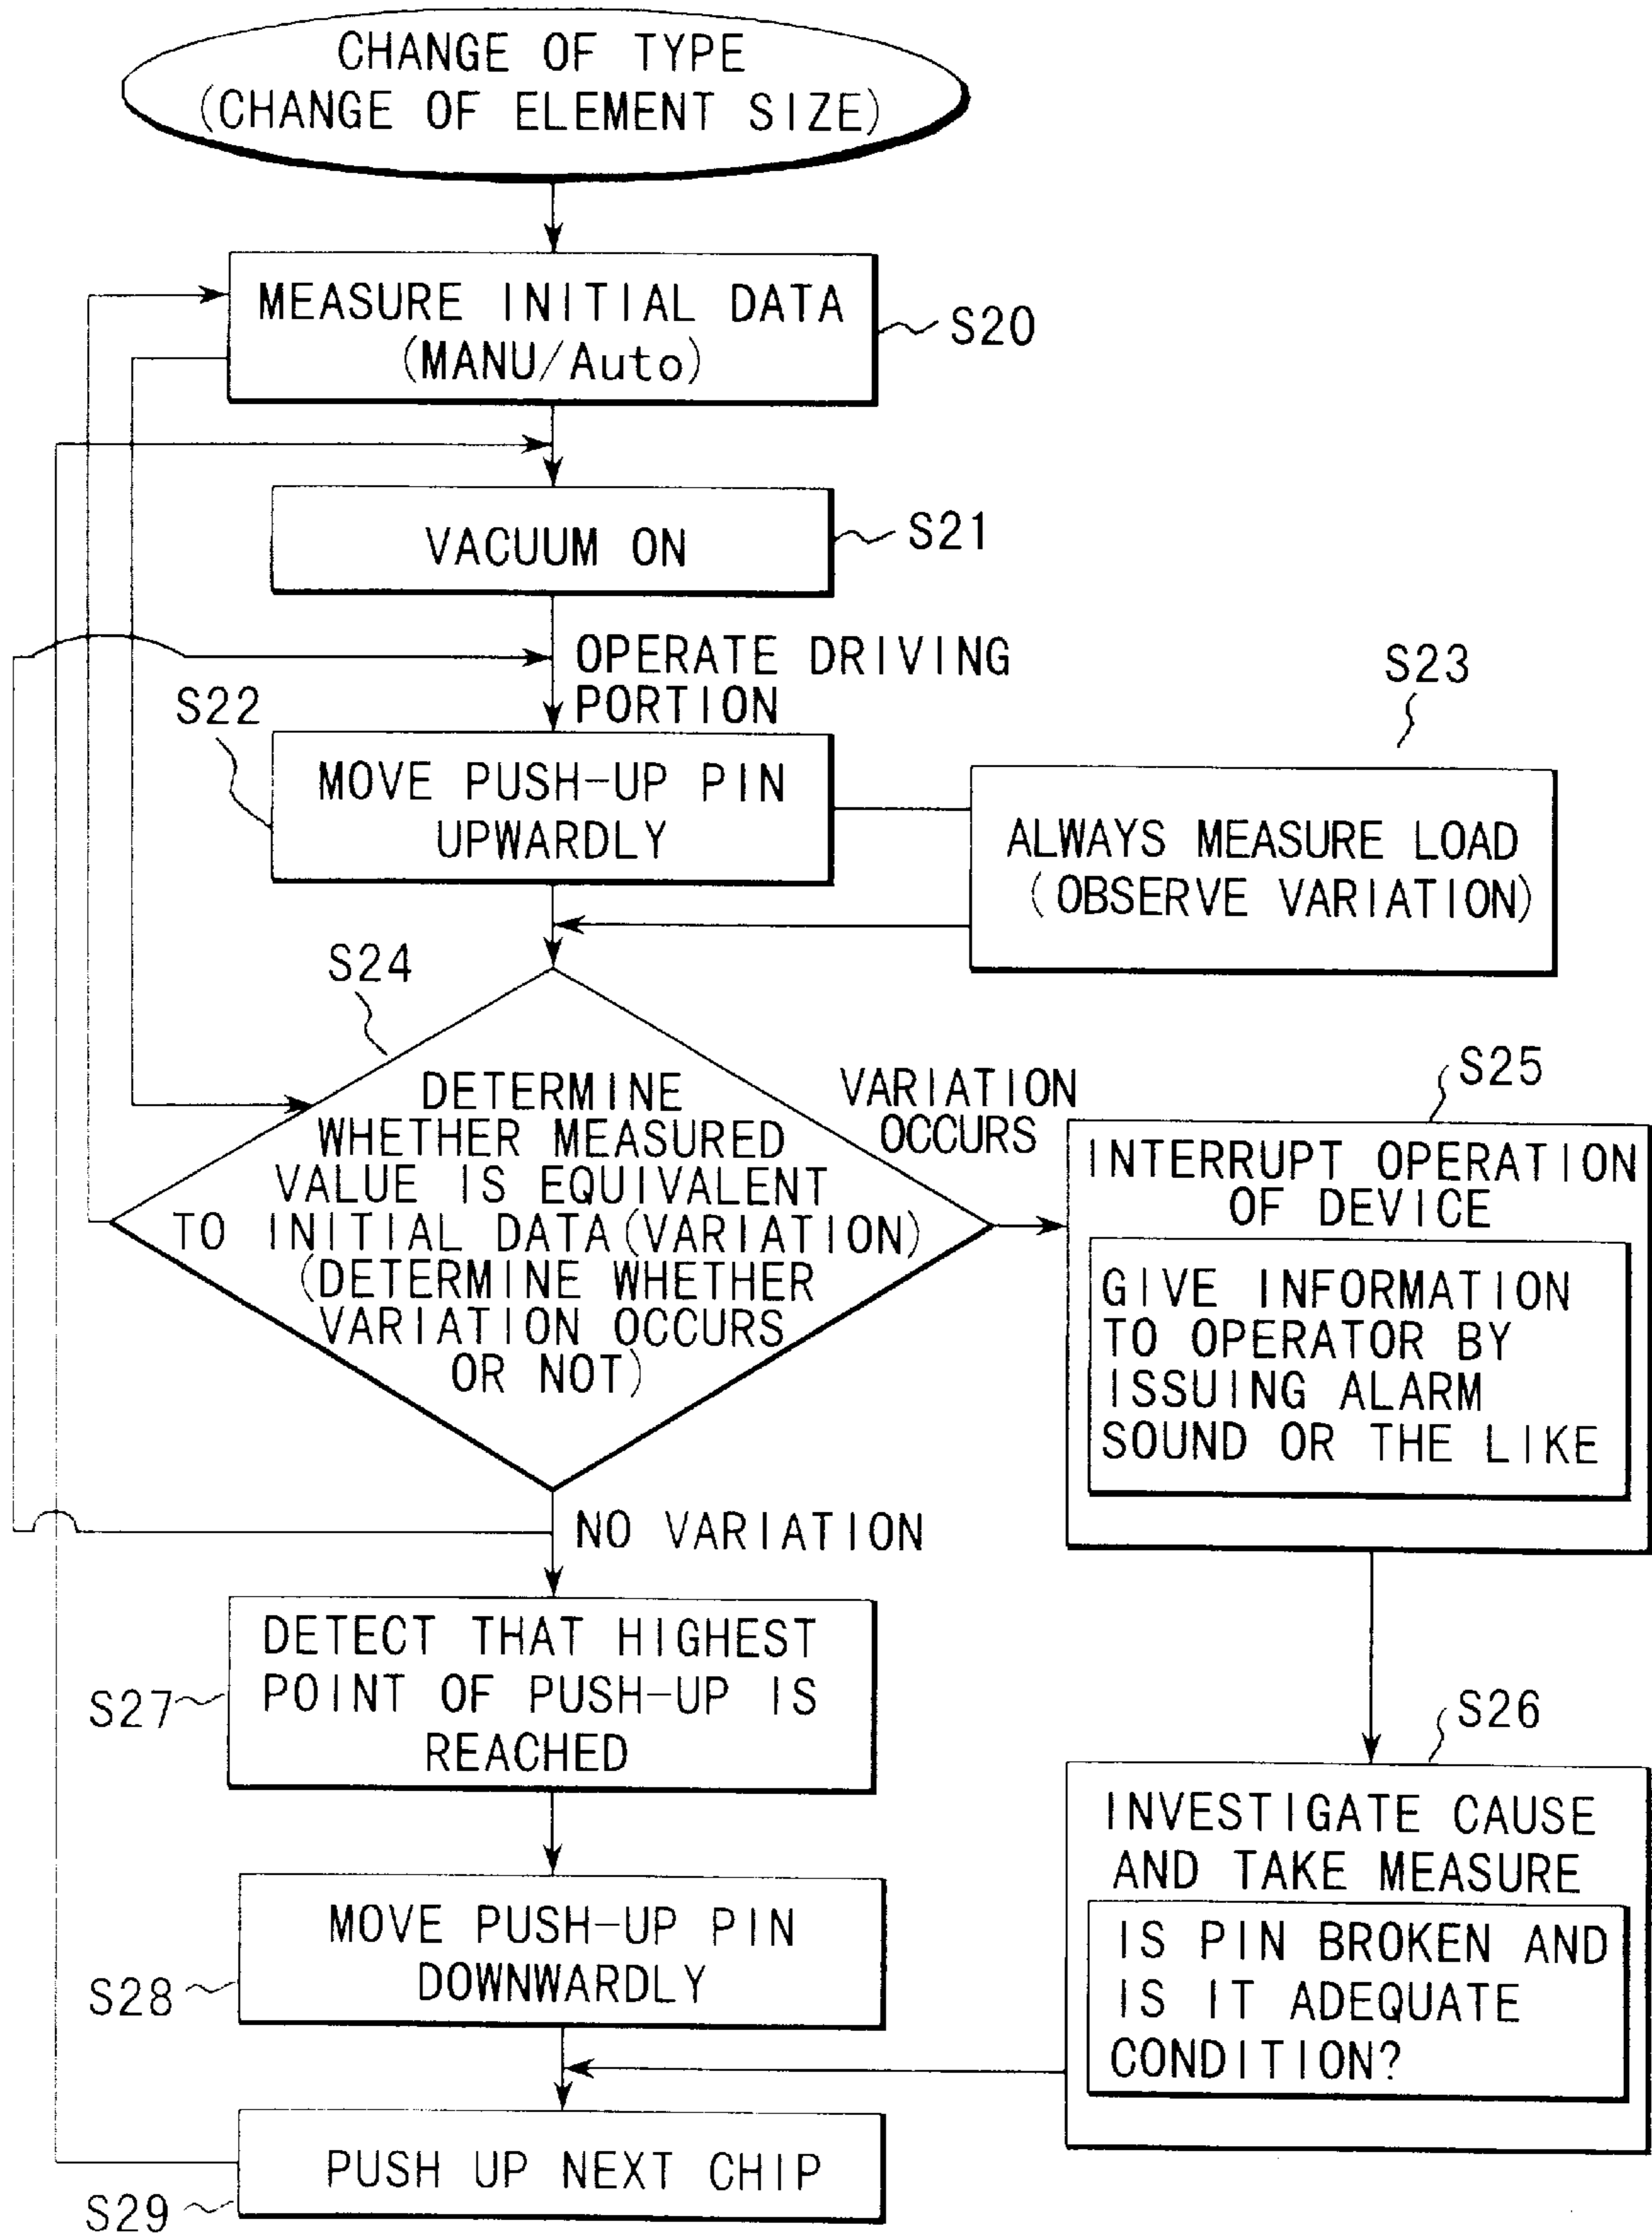 CHANGE OF TYPE
(CHANGE OF ELEMENT SIZE)
MEASURE INITIAL DATA
(MANU/Auto)
S20
VACUUM ON
S21
OPERATE DRIVING
PORTION
S22
MOVE PUSH-UP PIN
UPWARDLY
S23
ALWAYS MEASURE LOAD
(OBSERVE VARIATION)
S24
DETERMINE
WHETHER MEASURED
VALUE IS EQUIVALENT
TO INITIAL DATA(VARIATION)
(DETERMINE WHETHER
VARIATION OCCURS
OR NOT)
VARIATION
OCCURS
S25
INTERRUPT OPERATION
OF DEVICE
GIVE INFORMATION
TO OPERATOR BY
ISSUING ALARM
SOUND OR THE LIKE
NO VARIATION
DETECT THAT HIGHEST
POINT OF PUSH-UP IS
REACHED
S27
S26
INVESTIGATE CAUSE
AND TAKE MEASURE
IS PIN BROKEN AND
IS IT ADEQUATE
CONDITION?
MOVE PUSH-UP PIN
DOWNWARDLY
S28
PUSH UP NEXT CHIP
S29